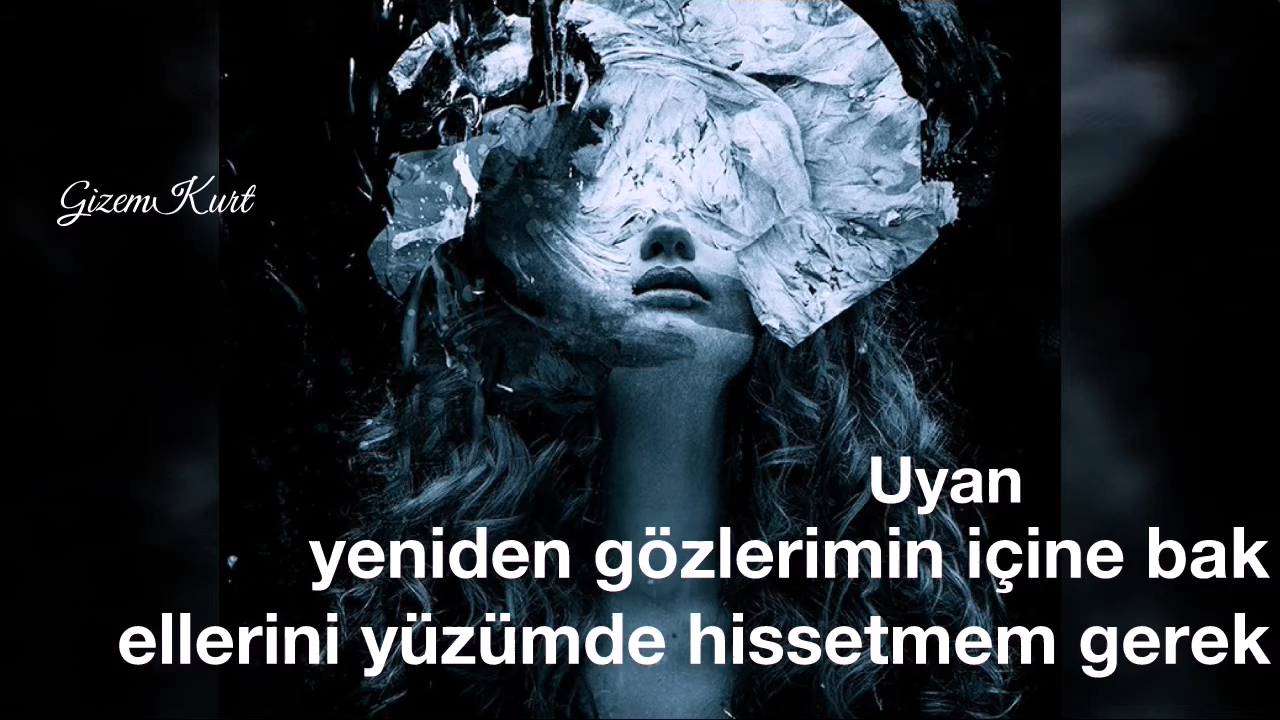 GizemKurt
Uyan
yeniden gözlerimin içine bak
ellerini yüzümde hissetmem gerek